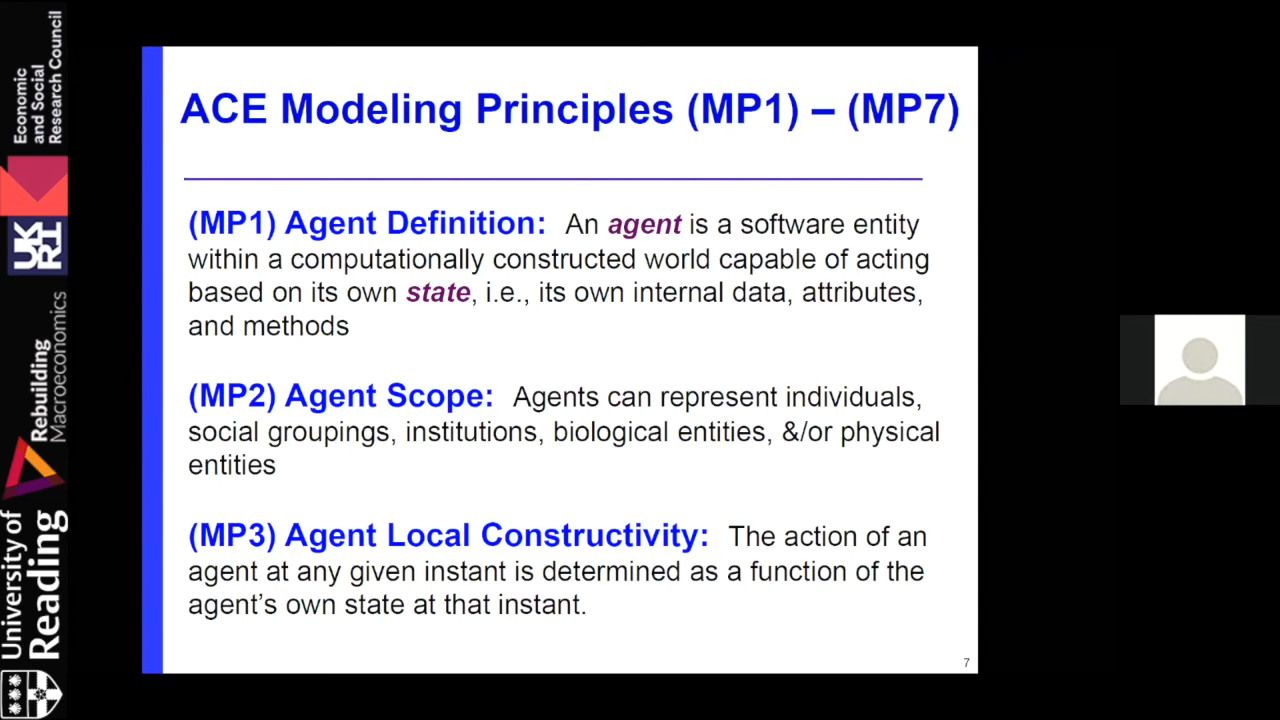 ACE Modeling Principles (MP1) – (MP7)
(MP1) Agent Definition: An agent is a software entity
within a computationally constructed world capable of acting
based on its own state, i.e., its own internal data, attributes,
and methods
(MP2) Agent Scope: Agents can represent individuals,
social groupings, institutions, biological entities, &/or physical
entities
(MP3) Agent Local Constructivity: The action of an
agent at any given instant is determined as a function of the
agent's own state at that instant.
7
Economic
and Social
Research Council
UK
RI
Rebuilding
Macroeconomics
University of
Reading